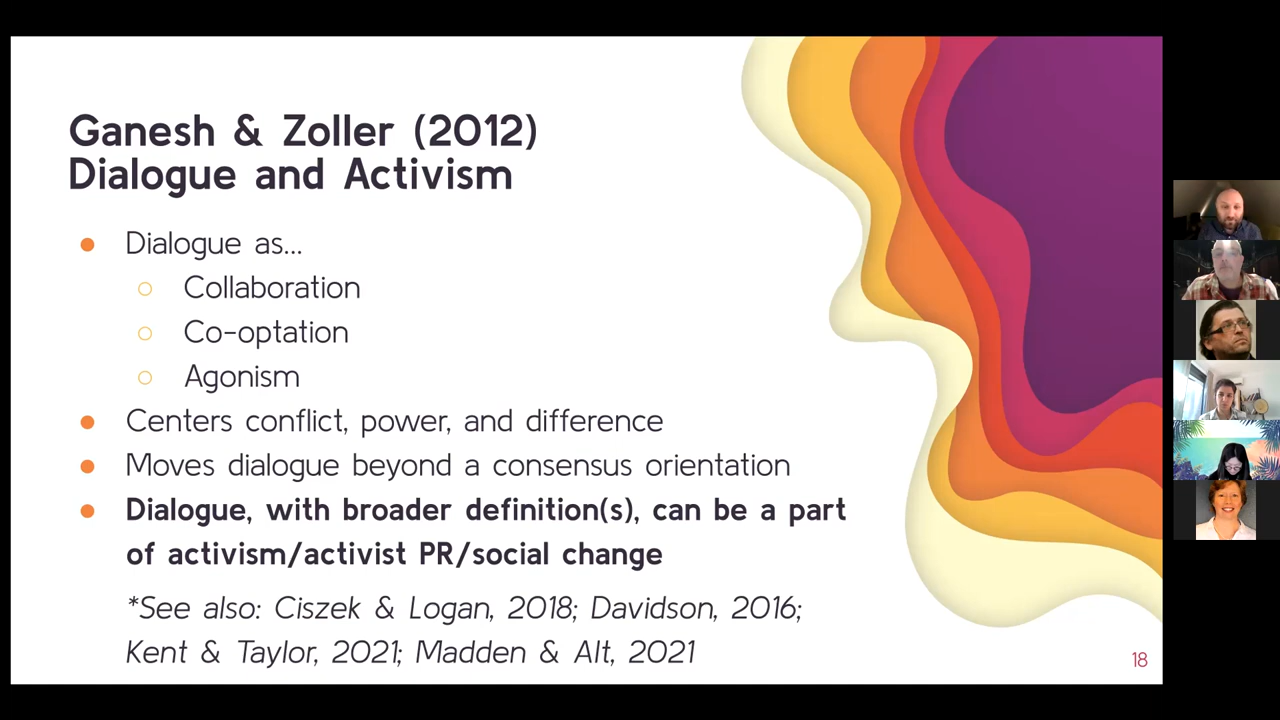 Ganesh & Zoller (2012)
Dialogue and Activism
Dialogue as...
Collaboration
Co-optation
Agonism
Centers conflict, power, and difference
Moves dialogue beyond a consensus orientation
Dialogue, with broader definition(s), can be a part
of activism/activist PR/social change
*See also: Ciszek & Logan, 2018; Davidson, 2016;
Kent & Taylor, 2021; Madden & Alt, 2021
18